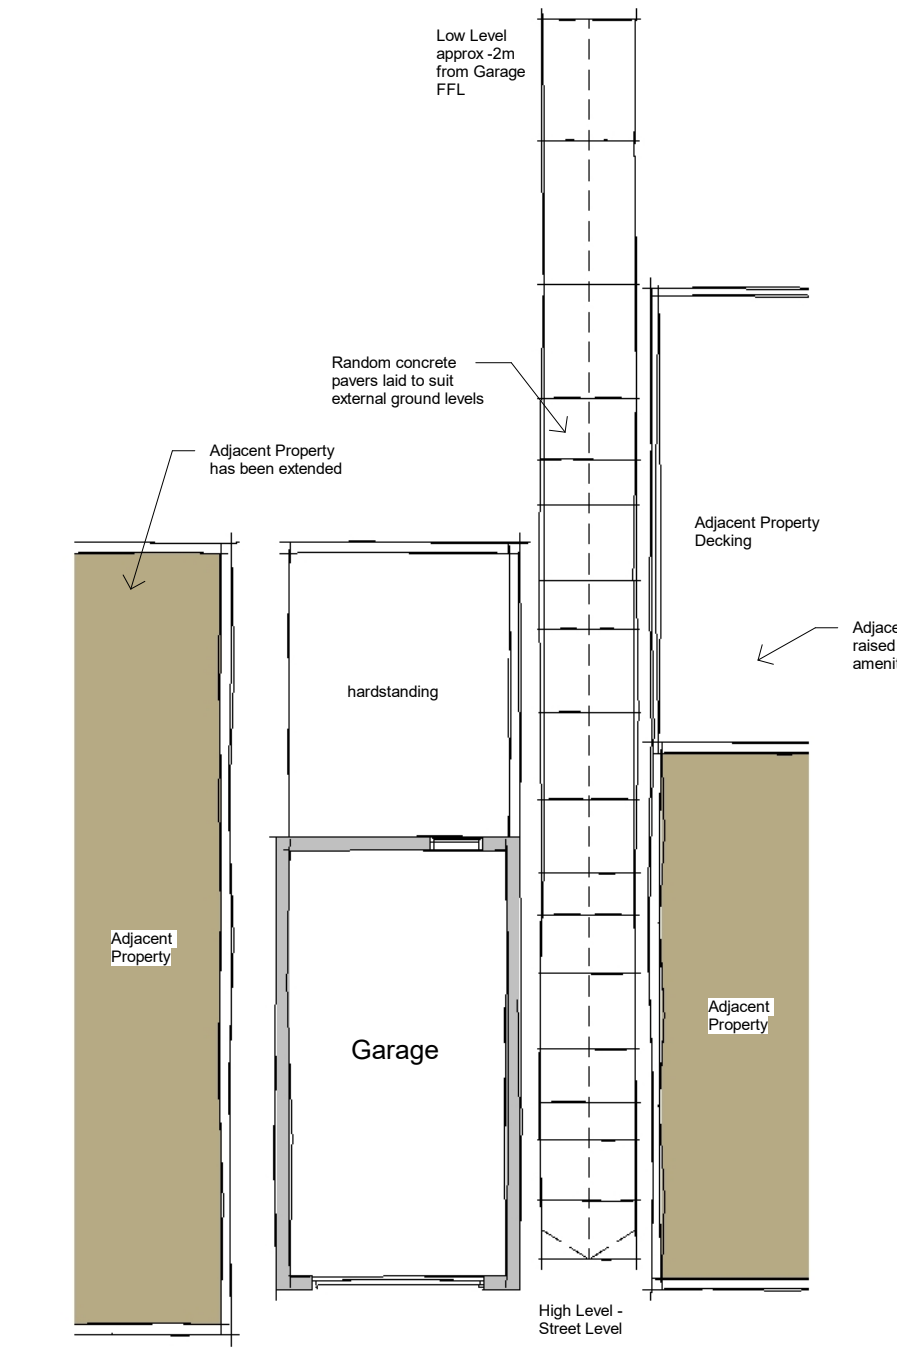 Low Level
approx -2m
from Garage
FFL
Random concrete
pavers laid to suit
external ground levels
Adjacent Property
has been extended
Adjacent Property
Decking
raised
hardstanding
Adjacent
Property
Adjacent
Property
Garage
High Level -
Street Level